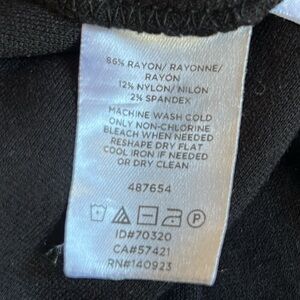 86% RAYON/ RAYONNE/
RAYON
12% NYLON/ NILON
2% SPANDEX
MACHINE WASH COLD
ONLY NON-CHLORINE
BLEACH WHEN NEEDED
RESHAPE DRY FLAT
COOL IRON IF NEEDED
OR DRY CLEAN
487654
P
ID#70320
CA#57421
RN#140923